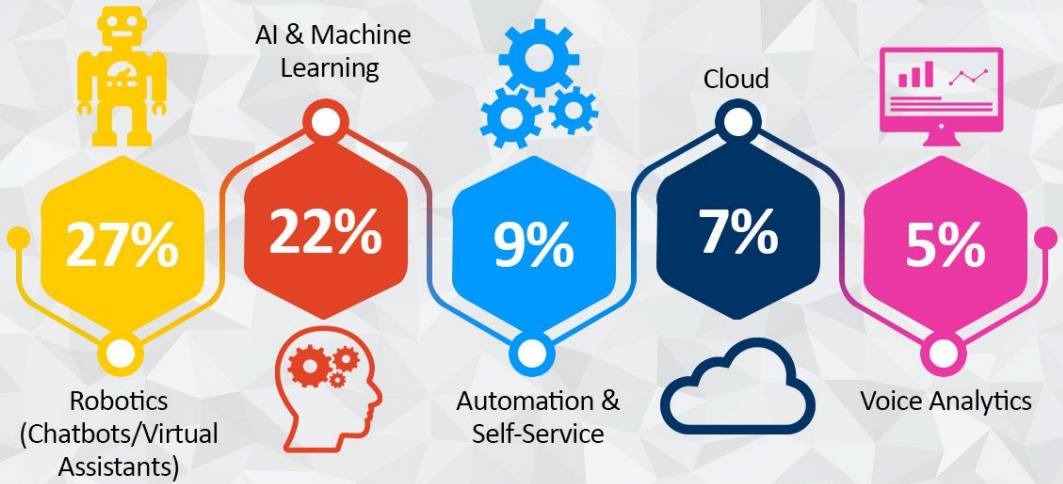 27%
Robotics
(Chatbots/Virtual
Assistants)
AI & Machine
Learning
22%
9%
Automation &
Self-Service
Cloud
7%
5%
Voice Analytics